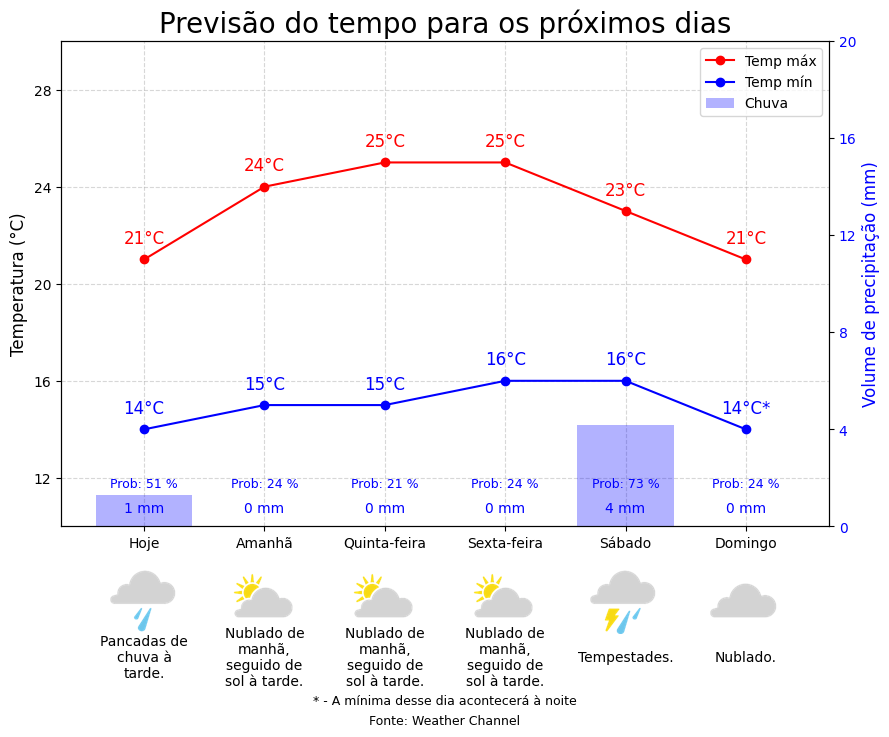 Previsão do tempo para os próximos dias
Temp máx
Temp mín
Chuva
Temperatura (°C)
Volume de precipitação (mm)
28
24
20
16
12
20
16
12
8
4
0
21°C
24°C
25°C
25°C
23°C
21°C
14°C
15°C
15°C
16°C
16°C
14°C*
Prob: 51 %
Prob: 24 %
Prob: 21 %
Prob: 24 %
Prob: 73 %
Prob: 24 %
1 mm
0 mm
0 mm
0 mm
4 mm
0 mm
Hoje
Amanhã
Quinta-feira
Sexta-feira
Sábado
Domingo
Pancadas de
chuva à
tarde.
Nublado de
manhã,
seguido de
sol à tarde.
Nublado de
manhã,
seguido de
sol à tarde.
Nublado de
manhã,
seguido de
sol à tarde.
Tempestades.
Nublado.
* - A mínima desse dia acontecerá à noite
Fonte: Weather Channel